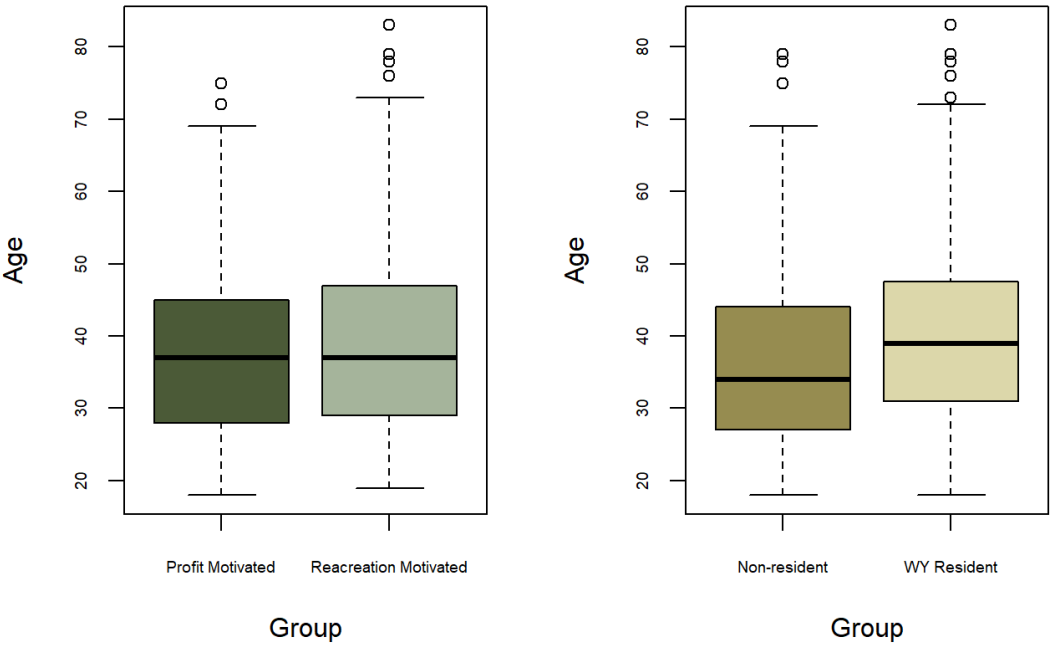 Age
80
70
60
50
40
30
20
Profit Motivated
Reacreation Motivated
Group
Age
80
70
60
50
40
30
20
Non-resident
WY Resident
Group